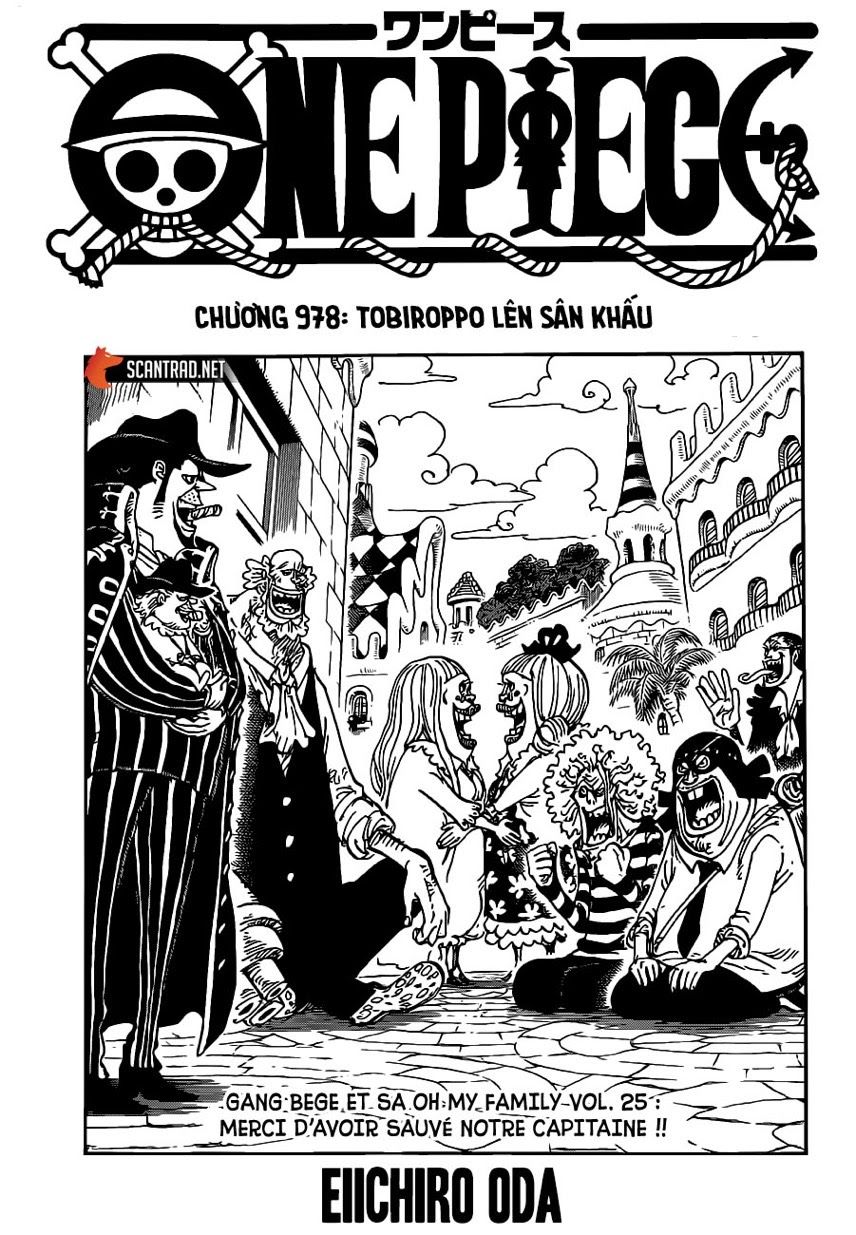 ワンピース
ONE PIECE
CHƯƠNG 978: TOBIROPPO LÊN SÂN KHẤU
SCANTRAD.NET
GANG BEGE ET SA OH MY FAMILY VOL. 25 :
MERCI D'AVOIR SAUVÉ NOTRE CAPITAINE !!
EIICHIRO ODA